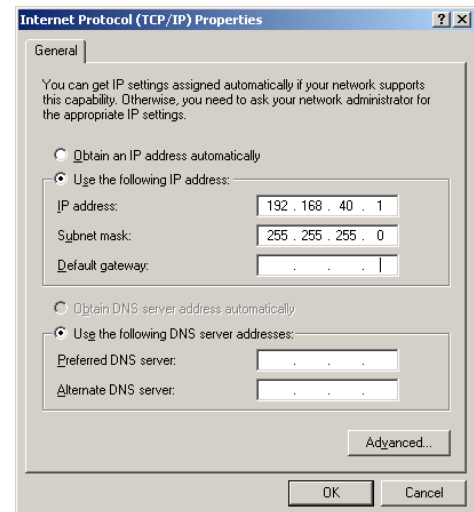 Internet Protocol (TCP/IP) Properties
? X
General
You can get IP settings assigned automatically if your network supports
this capability. Otherwise, you need to ask your network administrator for
the appropriate IP settings.
Obtain an IP address automatically
Use the following IP address:
IP address: 192 . 168 . 40 . 1
Subnet mask: 255 . 255 . 255 . 0
Default gateway: . . .
Obtain DNS server address automatically
Use the following DNS server addresses:
Preferred DNS server: . . .
Alternate DNS server: . . .
Advanced...
OK Cancel